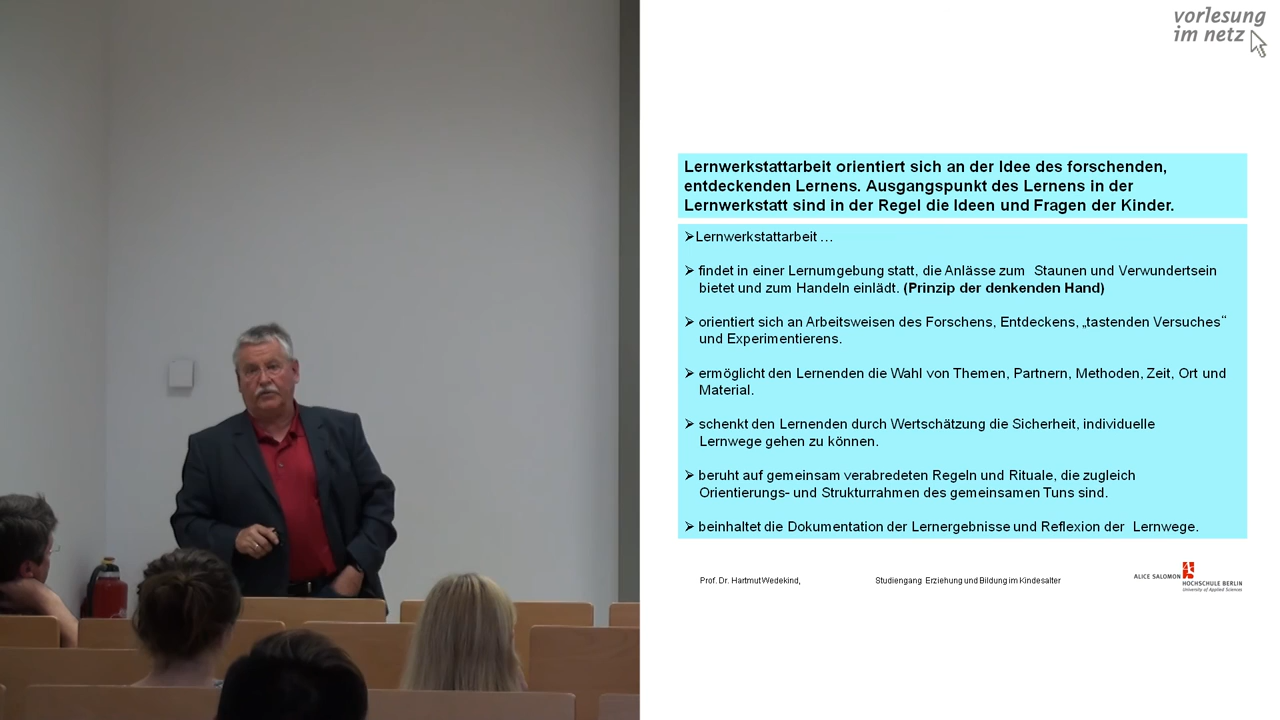 vorlesung
im netz
Lernwerkstattarbeit orientiert sich an der Idee des forschenden,
entdeckenden Lernens. Ausgangspunkt des Lernens in der
Lernwerkstatt sind in der Regel die Ideen und Fragen der Kinder.
➢Lernwerkstattarbeit …
➢ findet in einer Lernumgebung statt, die Anlässe zum Staunen und Verwundertsein
bietet und zum Handeln einlädt. (Prinzip der denkenden Hand)
➢ orientiert sich an Arbeitsweisen des Forschens, Entdeckens, „tastenden Versuches“
und Experimentierens.
➢ ermöglicht den Lernenden die Wahl von Themen, Partnern, Methoden, Zeit, Ort und
Material.
➢ schenkt den Lernenden durch Wertschätzung die Sicherheit, individuelle
Lernwege gehen zu können.
➢ beruht auf gemeinsam verabredeten Regeln und Rituale, die zugleich
Orientierungs- und Strukturrahmen des gemeinsamen Tuns sind.
➢ beinhaltet die Dokumentation der Lernergebnisse und Reflexion der Lernwege.
Prof. Dr. Hartmut Wedekind, Studiengang Erziehung und Bildung im Kindesalter
ALICE SALOMON
HOCHSCHULE BERLIN
University of Applied Sciences